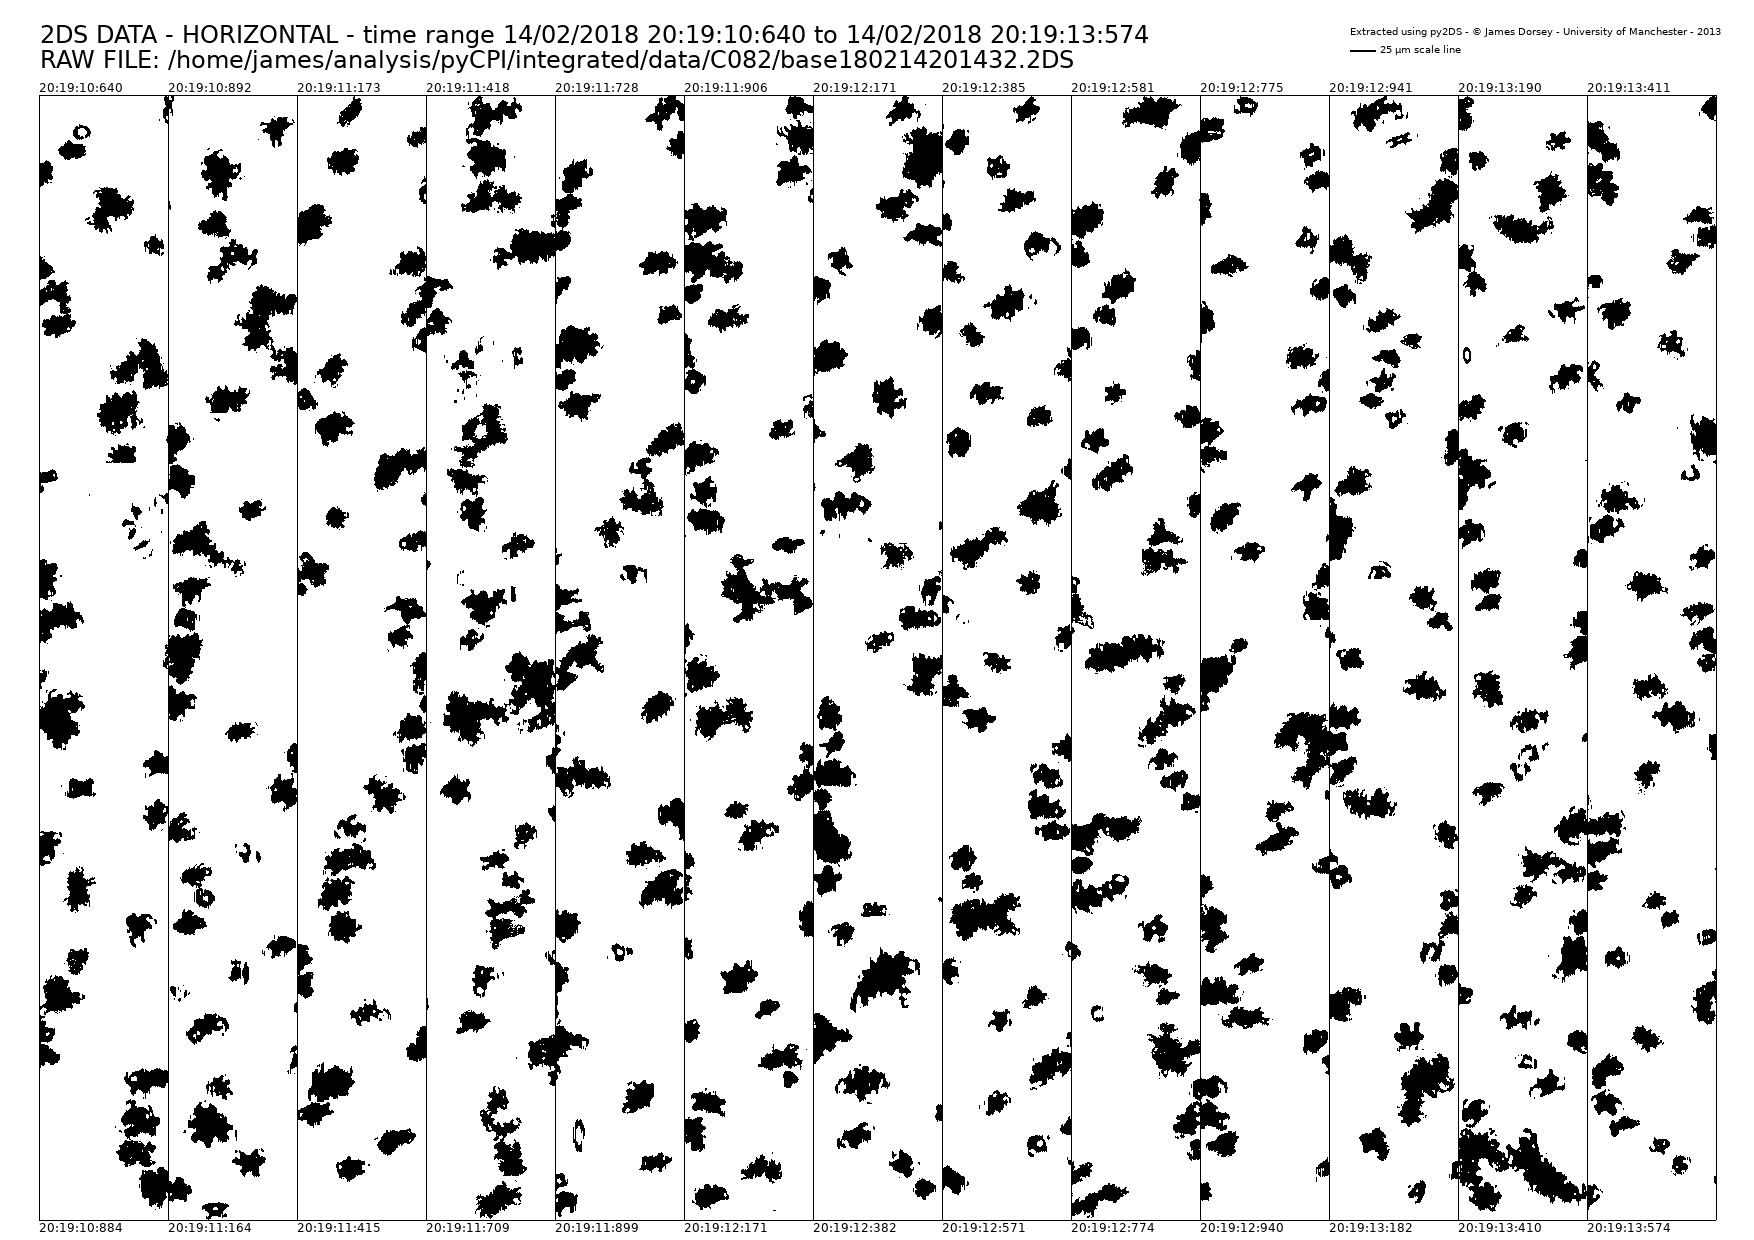 2DS DATA - HORIZONTAL - time range 14/02/2018 20:19:10:640 to 14/02/2018 20:19:13:574
RAW FILE: /home/james/analysis/pyCPI/integrated/data/C082/base180214201432.2DS
Extracted using py2DS - © James Dorsey - University of Manchester - 2013
25 µm scale line
20:19:10:640 20:19:10:892 20:19:11:173 20:19:11:418 20:19:11:728 20:19:11:906 20:19:12:171 20:19:12:385 20:19:12:581 20:19:12:775 20:19:12:941 20:19:13:190 20:19:13:411
20:19:10:884 20:19:11:164 20:19:11:415 20:19:11:709 20:19:11:899 20:19:12:171 20:19:12:382 20:19:12:571 20:19:12:774 20:19:12:940 20:19:13:182 20:19:13:410 20:19:13:574